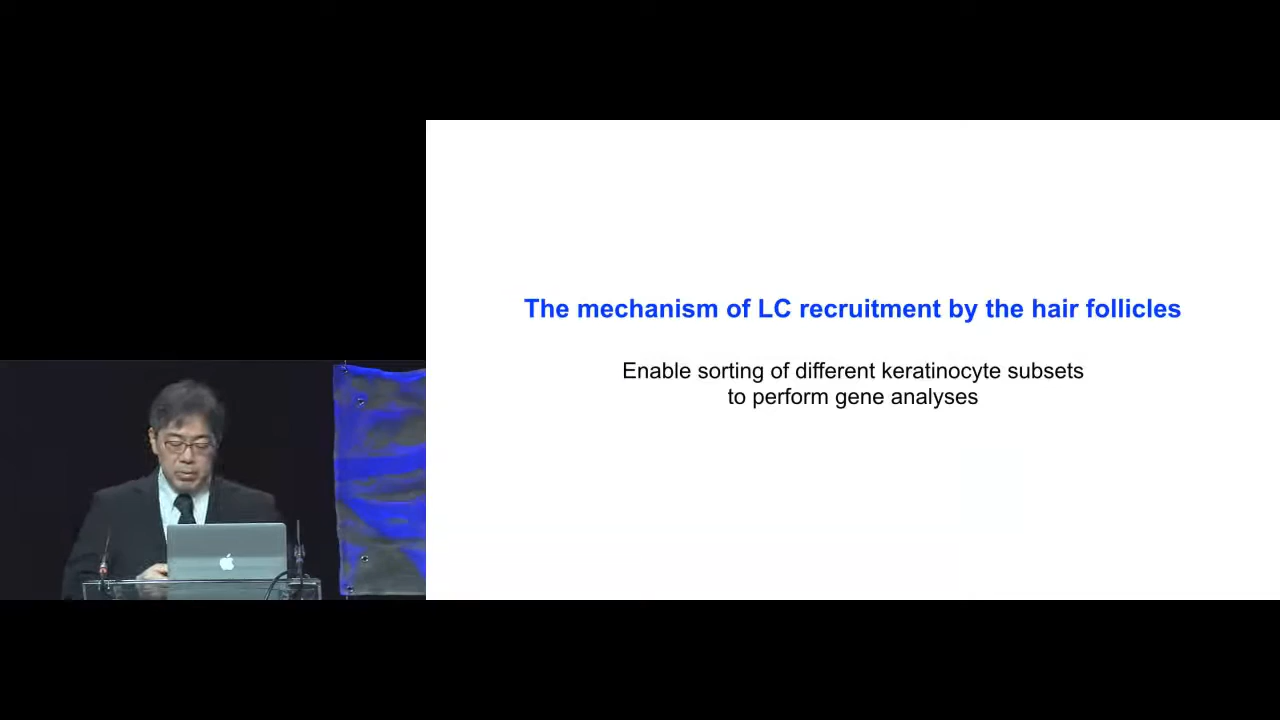 The mechanism of LC recruitment by the hair follicles
Enable sorting of different keratinocyte subsets
to perform gene analyses